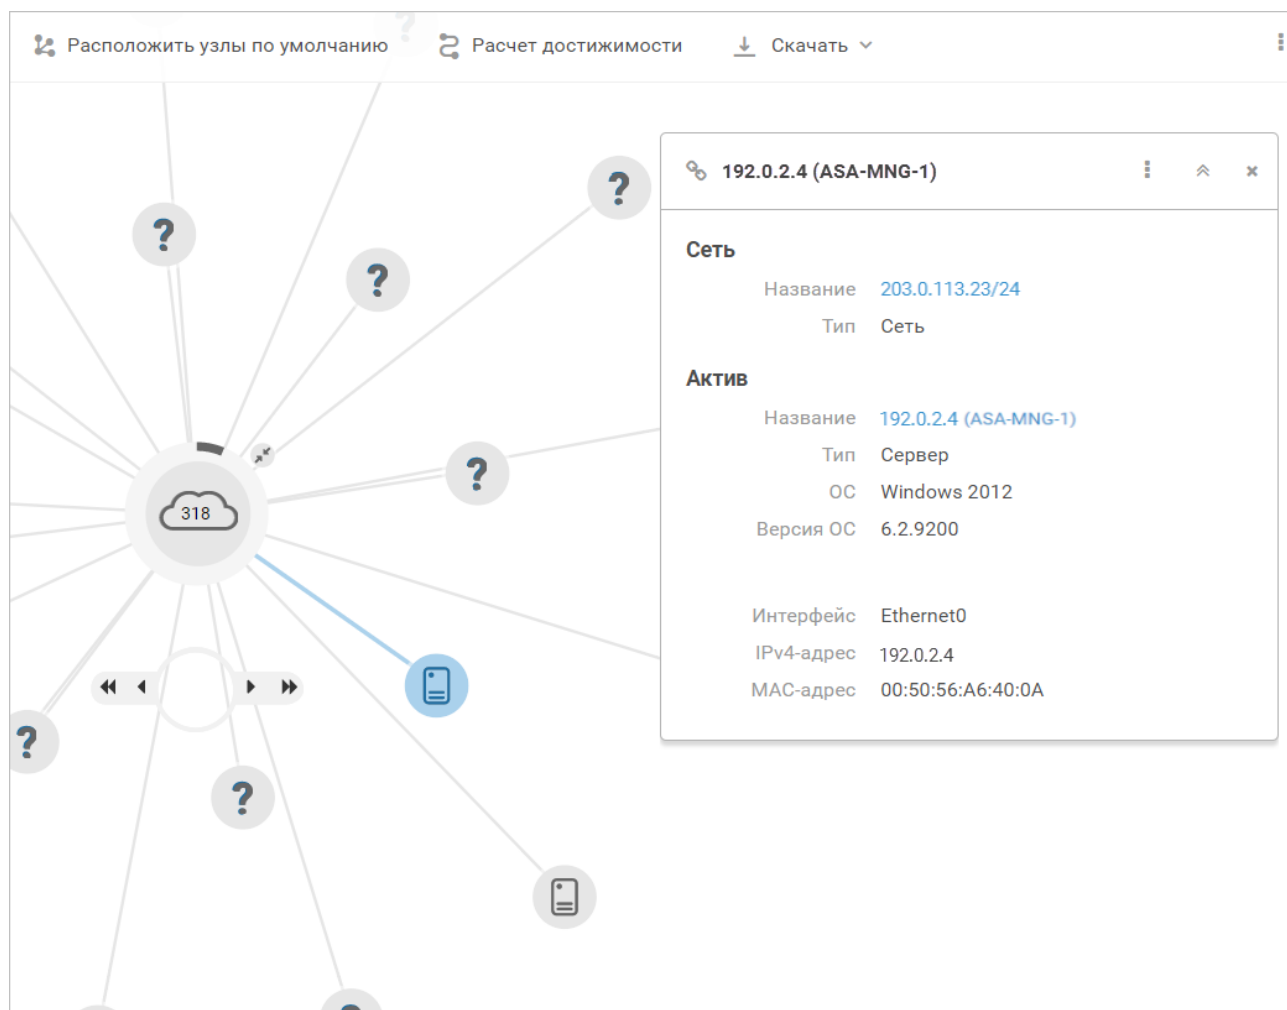 Расположить узлы по умолчанию Расчет достижимости Скачать
192.0.2.4 (ASA-MNG-1)
Сеть
Название 203.0.113.23/24
Тип Сеть
Актив
Название 192.0.2.4 (ASA-MNG-1)
Тип Сервер
ОС Windows 2012
Версия ОС 6.2.9200
Интерфейс Ethernet0
IPv4-адрес 192.0.2.4
MAC-адрес 00:50:56:A6:40:0A
?
?
?
?
?
318
?
?